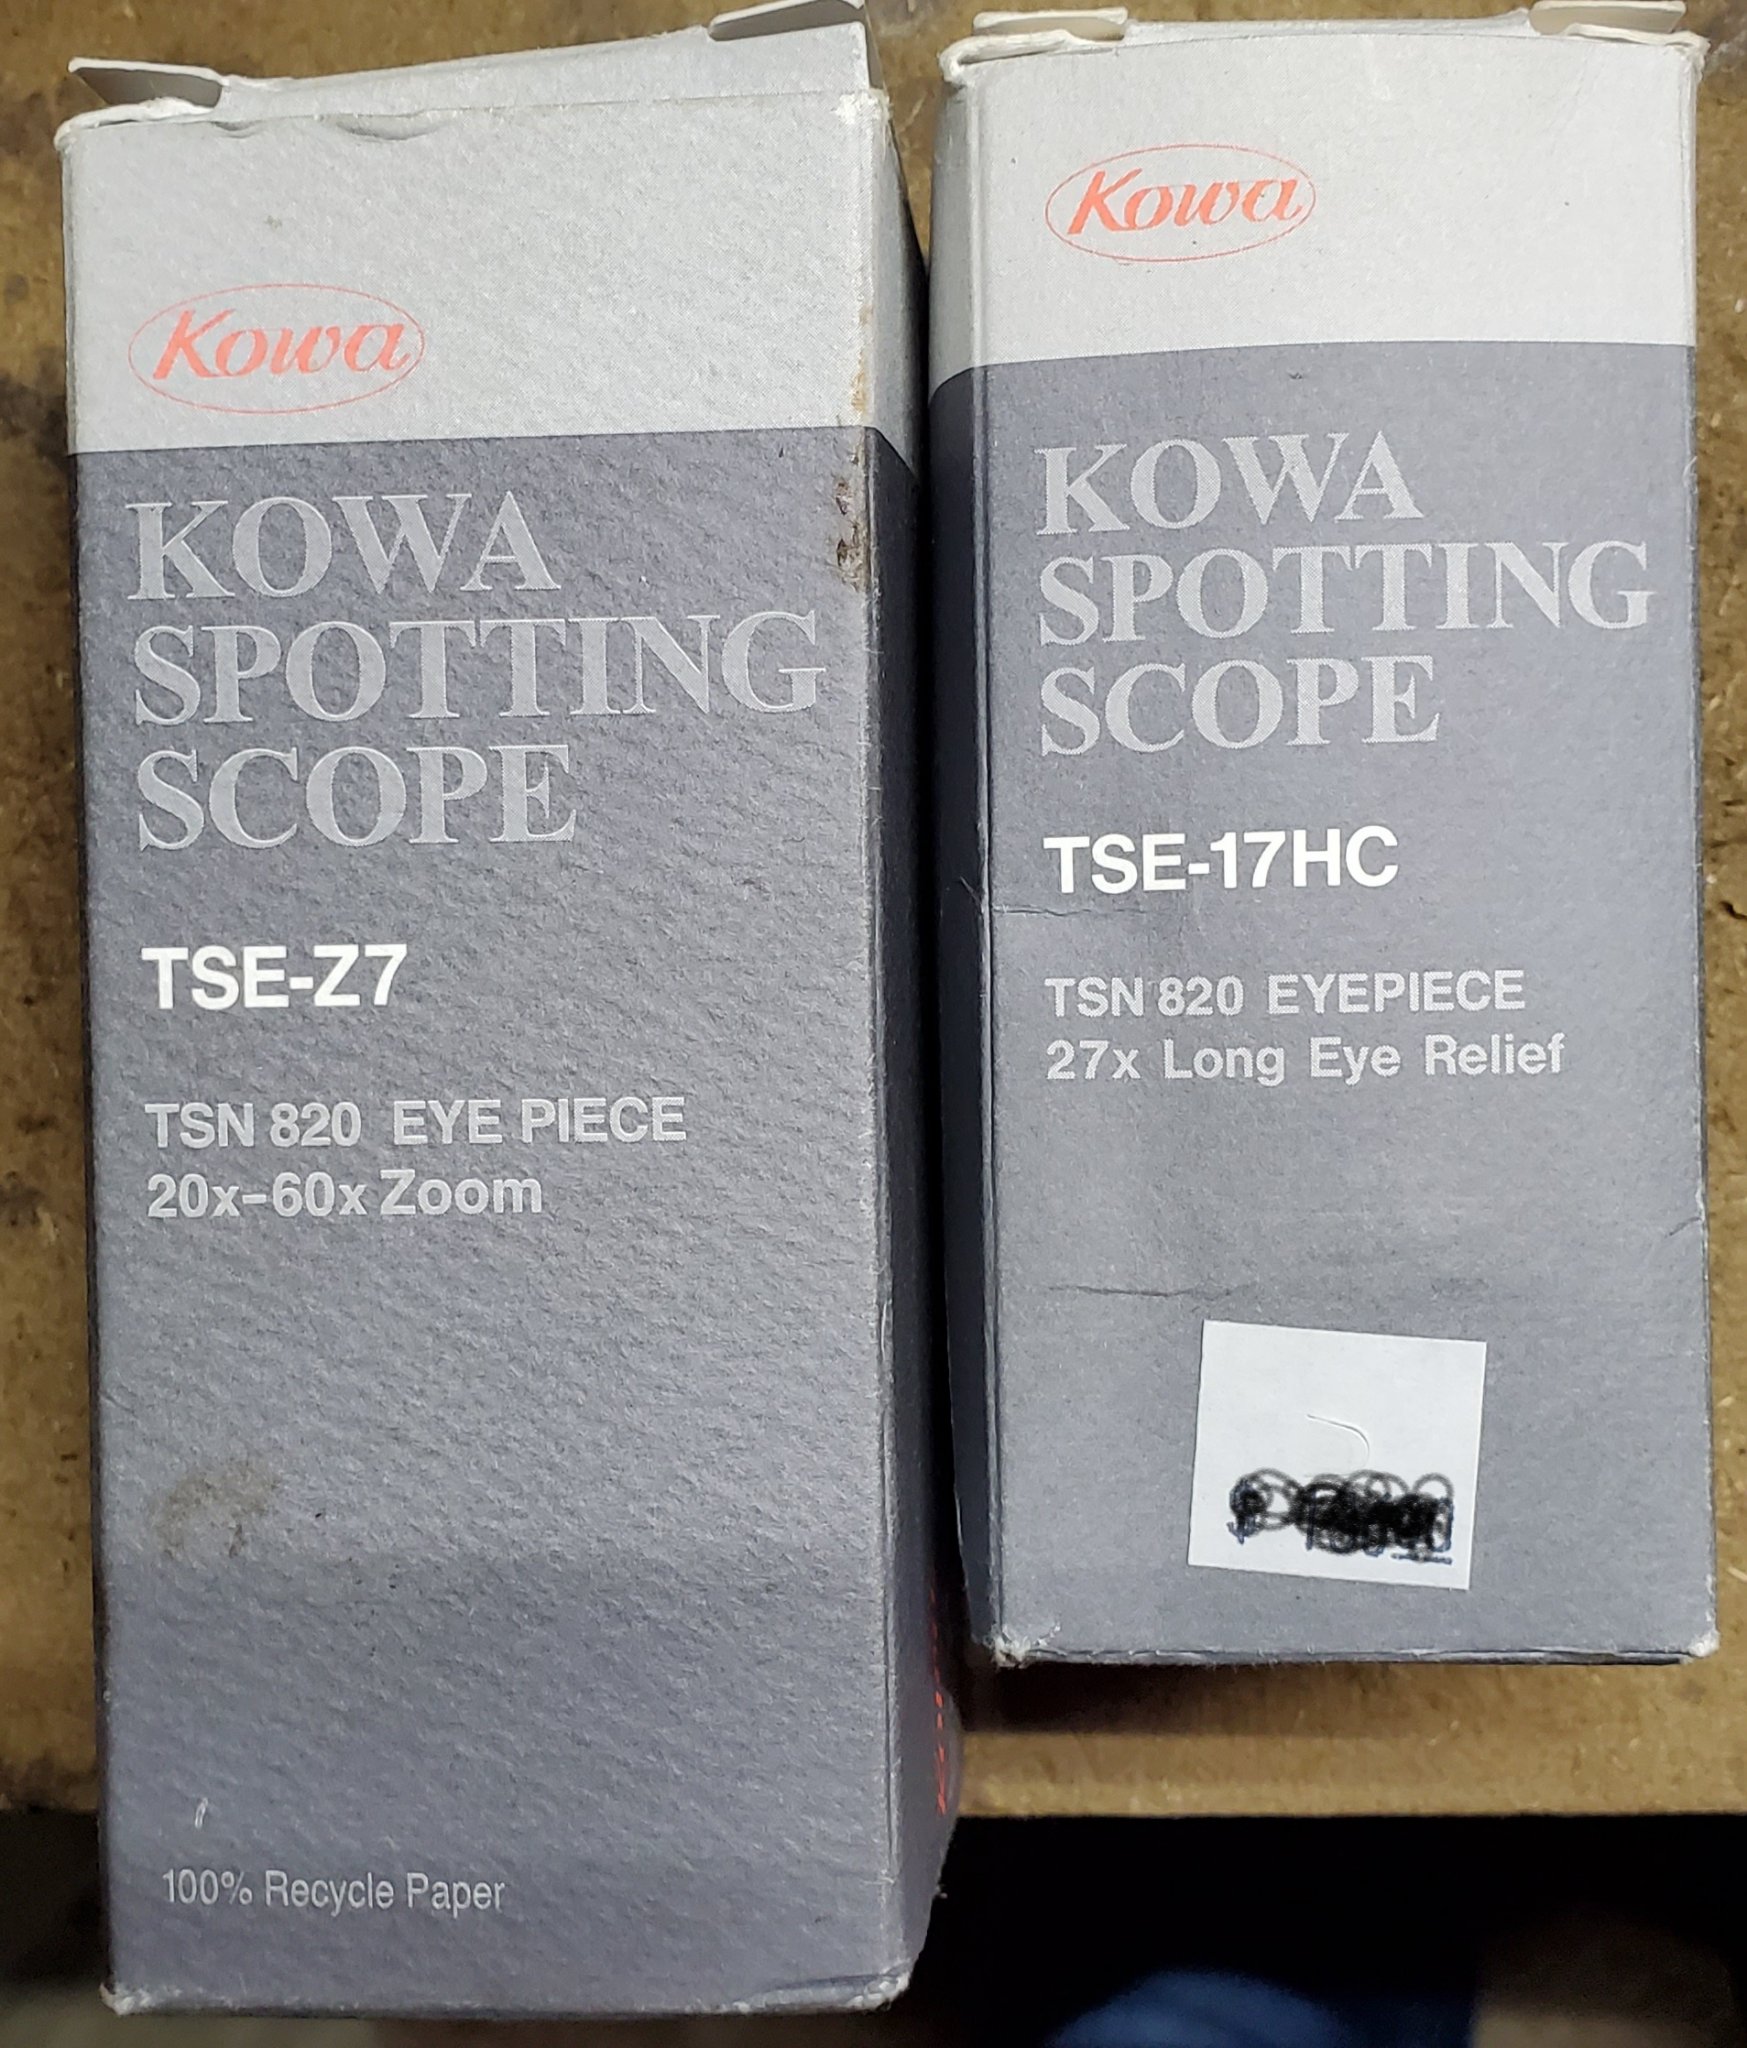 Kowa
KOWA
SPOTTING
SCOPE
TSE-Z7
TSN 820 EYE PIECE
20x-60x Zoom
100% Recycle Paper
Kowa
KOWA
SPOTTING
SCOPE
TSE-17HC
TSN 820 EYEPIECE
27x Long Eye Relief